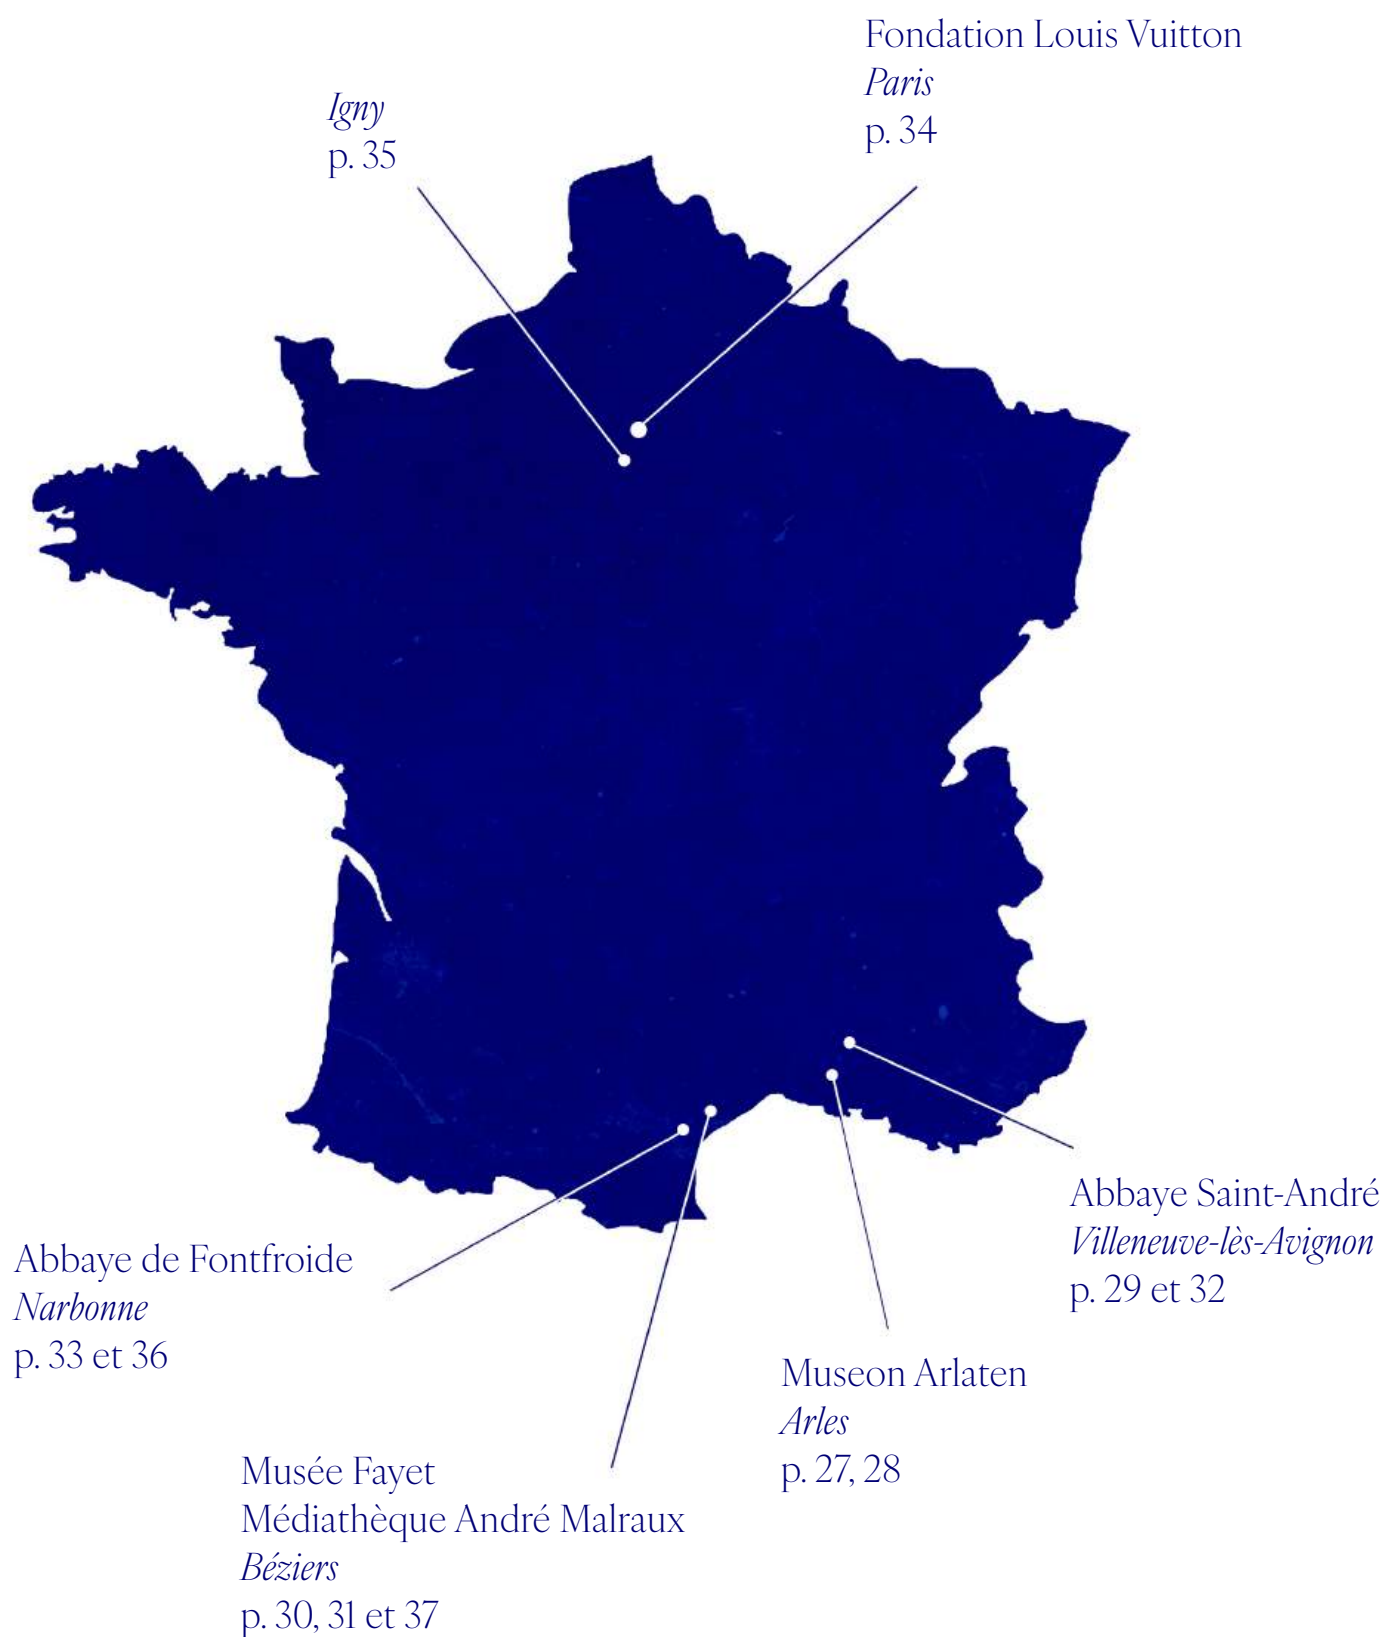 Fondation Louis Vuitton
Paris
p. 34
Igny
p. 35
Abbaye Saint-André
Villeneuve-lès-Avignon
p. 29 et 32
Abbaye de Fontfroide
Narbonne
p. 33 et 36
Museon Arlaten
Arles
p. 27, 28
Musée Fayet
Médiathèque André Malraux
Béziers
p. 30, 31 et 37